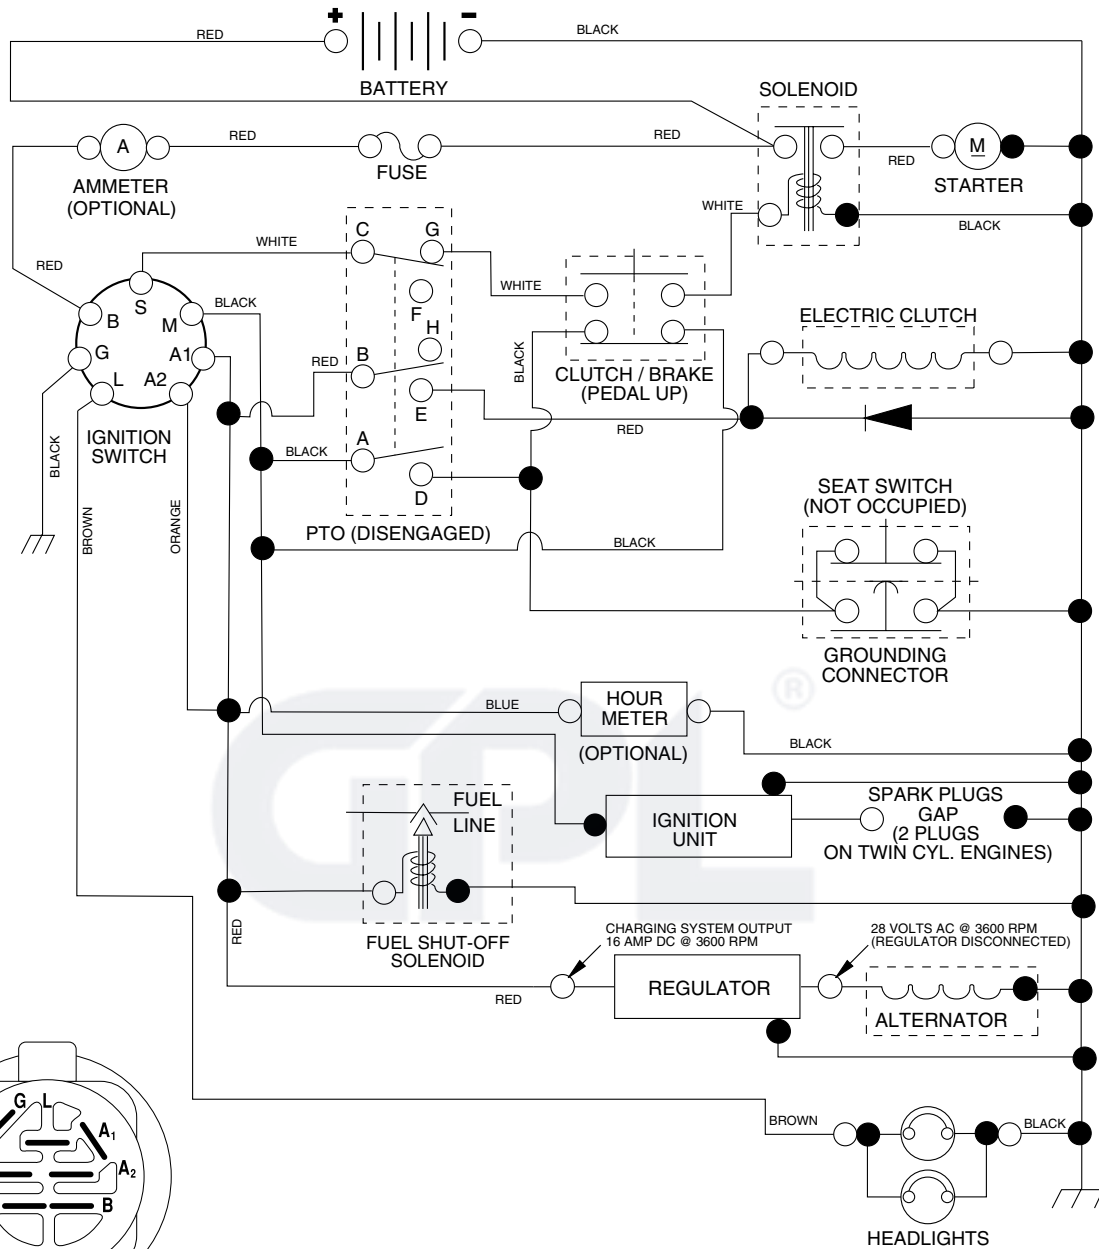 + -
RED
BLACK
BATTERY
SOLENOID
A
RED
RED
M
RED
FUSE
AMMETER
(OPTIONAL)
STARTER
WHITE
BLACK
C G
WHITE
RED
S
BLACK
WHITE
B M
F
H
ELECTRIC CLUTCH
G A1
L A2
RED
B
E
BLACK
CLUTCH / BRAKE
(PEDAL UP)
RED
IGNITION
SWITCH
BLACK
BLACK
A
D
SEAT SWITCH
(NOT OCCUPIED)
BROWN
ORANGE
PTO (DISENGAGED)
BLACK
GROUNDING
CONNECTOR
GPL ®
BLUE
HOUR
METER
(OPTIONAL)
BLACK
FUEL
LINE
IGNITION
UNIT
SPARK PLUGS
GAP
(2 PLUGS
ON TWIN CYL. ENGINES)
RED
FUEL SHUT-OFF
SOLENOID
CHARGING SYSTEM OUTPUT
16 AMP DC @ 3600 RPM
28 VOLTS AC @ 3600 RPM
(REGULATOR DISCONNECTED)
RED
REGULATOR
ALTERNATOR
G L
A1
A2
B
BROWN
BLACK
HEADLIGHTS